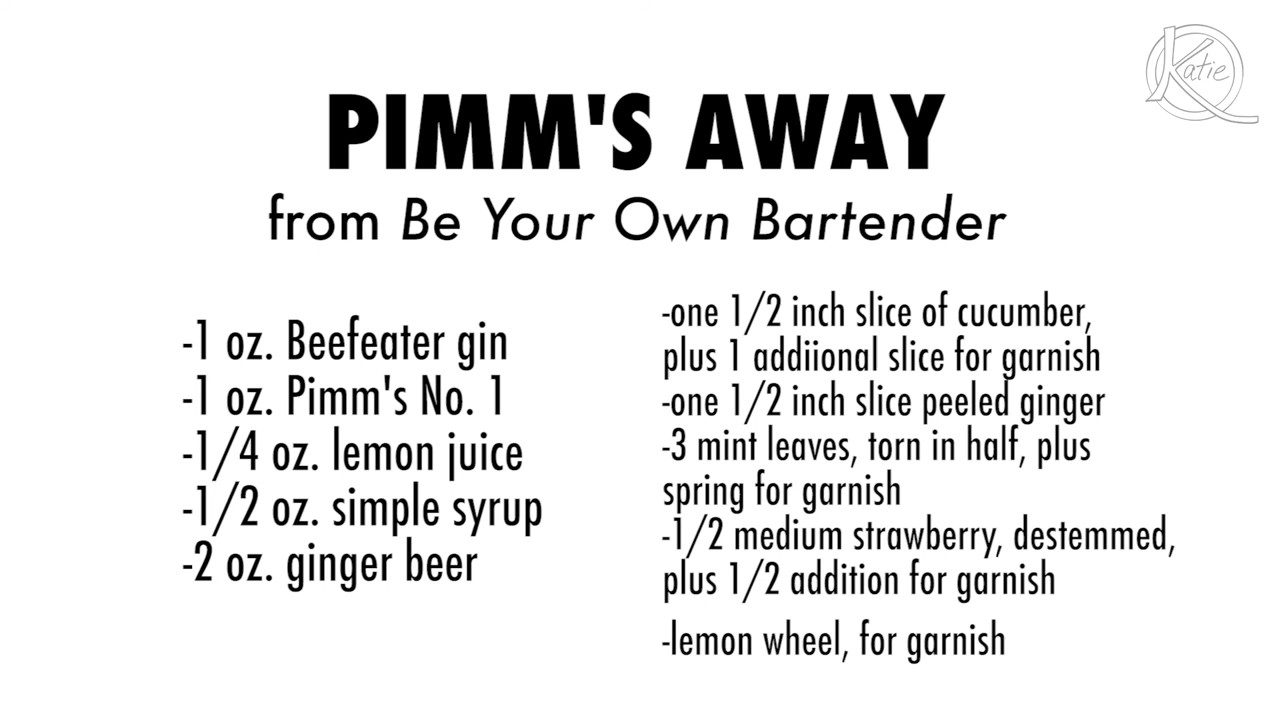 Katie
PIMM'S AWAY
from Be Your Own Bartender
-1 oz. Beefeater gin
-1 oz. Pimm's No. 1
-1/4 oz. lemon juice
-1/2 oz. simple syrup
-2 oz. ginger beer
-one 1/2 inch slice of cucumber,
plus 1 addiional slice for garnish
-one 1/2 inch slice peeled ginger
-3 mint leaves, torn in half, plus
spring for garnish
-1/2 medium strawberry, destemmed,
plus 1/2 addition for garnish
-lemon wheel, for garnish